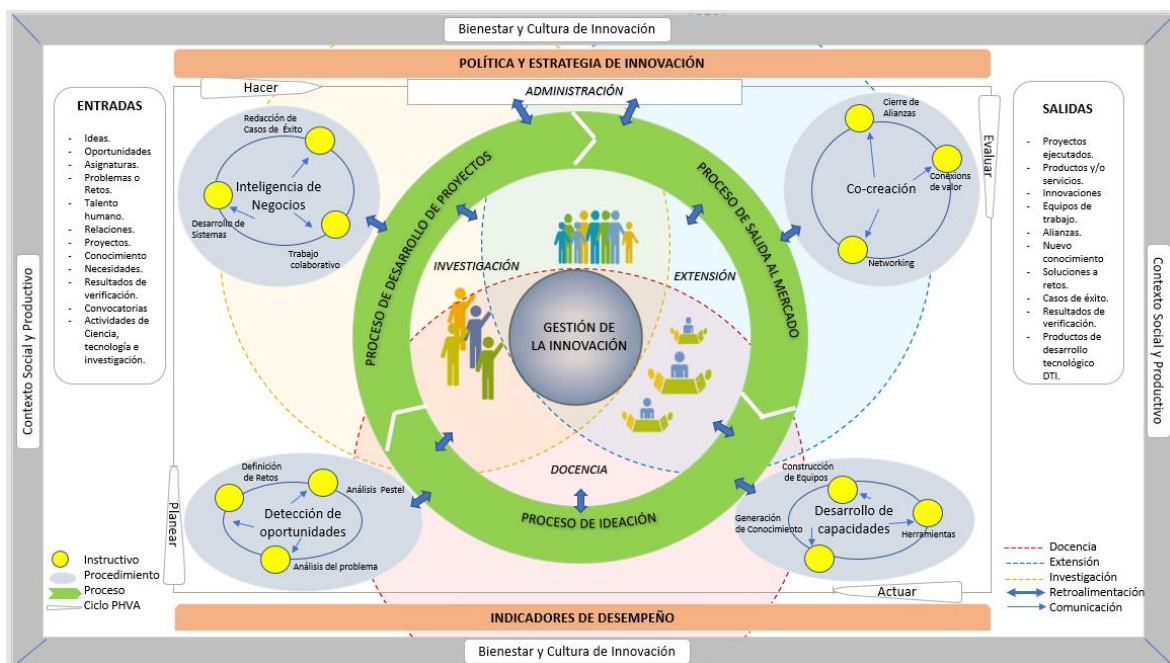 Bienestar y Cultura de Innovación
POLÍTICA Y ESTRATEGIA DE INNOVACIÓN
Hacer
ADMINISTRACIÓN
Evaluar
ENTRADAS
- Ideas.
- Oportunidades
- Asignaturas.
- Problemas o
Retos.
- Talento
humano.
- Relaciones.
- Proyectos.
- Conocimiento
- Necesidades.
- Resultados de
verificación.
- Convocatorias
- Actividades de
Ciencia,
tecnología e
investigación.
Contexto Social y Productivo
Redacción de
Casos de Éxito
Inteligencia de
Negocios
Desarrollo de
Sistemas
Trabajo
colaborativo
PROCESO DE DESARROLLO DE PROYECTOS
PROCESO DE SALIDA AL MERCADO
INVESTIGACIÓN
EXTENSIÓN
GESTIÓN DE
LA INNOVACIÓN
DOCENCIA
PROCESO DE IDEACIÓN
Cierre de
Alianzas
Co-creación
Conexións
de valor
Networking
SALIDAS
- Proyectos
ejecutados.
- Productos y/o
servicios.
- Innovaciones
- Equipos de
trabajo.
- Alianzas.
- Nuevo
conocimiento
- Soluciones a
retos.
- Casos de éxito.
- Resultados de
verificación.
- Productos de
desarrollo
tecnológico
DTI.
Contexto Social y Productivo
Planear
Definición
de Retos
Análisis Pestel
Detección de
oportunidades
Análisis del problema
Construcción
de Equipos
Desarrollo de
capacidades
Generación
de Conocimiento
Herramientas
Actuar
Instructivo
Procedimiento
Proceso
Ciclo PHVA
Docencia
Extensión
Investigación
Retroalimentación
Comunicación
INDICADORES DE DESEMPEÑO
Bienestar y Cultura de Innovación